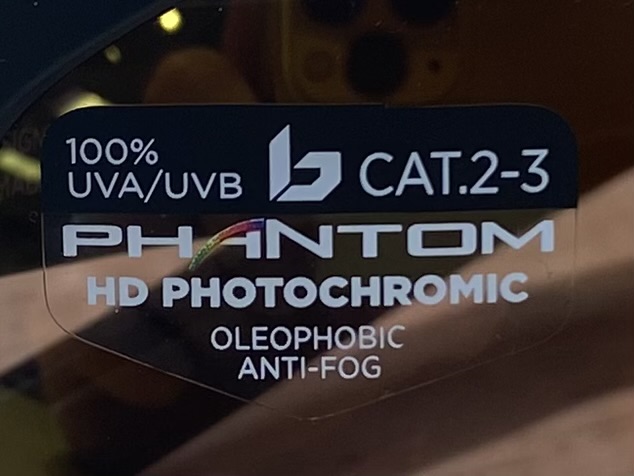 100%
UVA/UVB
CAT.2-3
PHANTOM
HD PHOTOCHROMIC
OLEOPHOBIC
ANTI-FOG